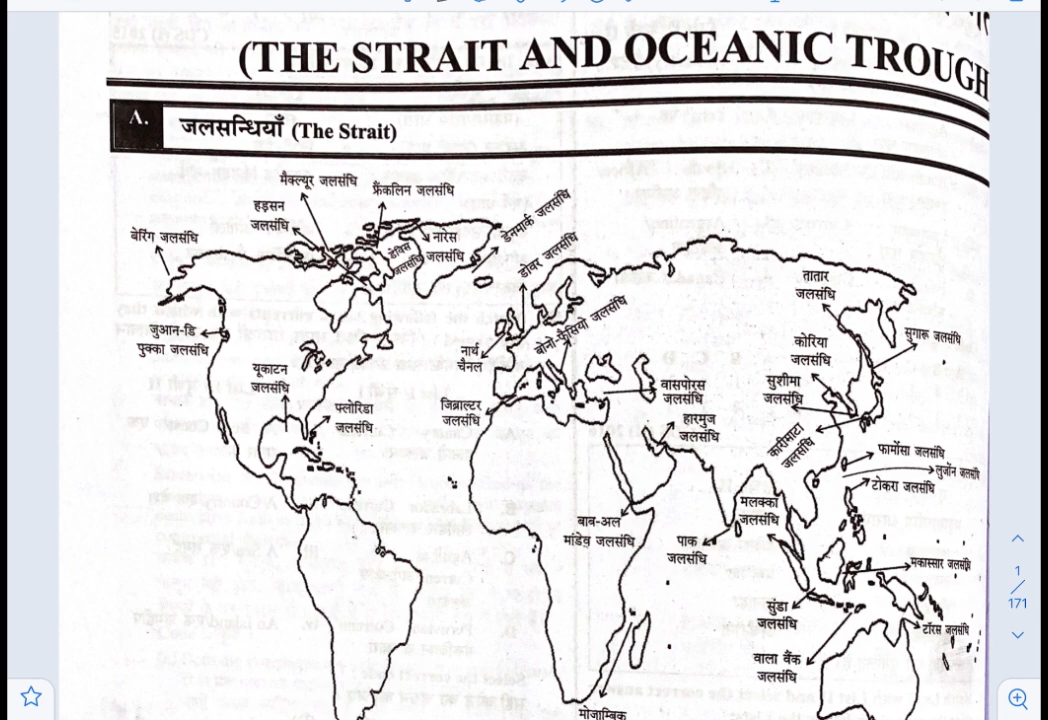 (THE STRAIT AND OCEANIC TROUGH
A. जलसन्धियाँ (The Strait)
मैक्ल्यूर जलसंधि
फ्रैंकलिन जलसंधि
हडसन
जलसंधि
बेरिंग जलसंधि
डेविस
जलसंधि
नारेस
जलसंधि
डेनमार्क जलसंधि
डोवर जलसंधि
तातार
जलसंधि
जुआन-डि
पुक्का जलसंधि
नार्थ
चैनल
बोनी-फैसियो जलसंधि
कोरिया
जलसंधि
सुगारू जलसंधि
यूकाटन
जलसंधि
फ्लोरिडा
जलसंधि
जिब्राल्टर
जलसंधि
वांसपोरस
जलसंधि
सुशीमा
जलसंधि
हारमुज
जलसंधि
कारीमाटा
जलसंधि
फार्मोसा जलसंधि
लुजोंन जलसंधि
टोकरा जलसंधि
बाब-अल
मांडेव जलसंधि
पाक
जलसंधि
मलक्का
जलसंधि
मकास्सार जलसंधि
सुंडा
जलसंधि
टॉरस जलसंधि
वाला बैंक
जलसंधि
मोजाम्बिक
1
171